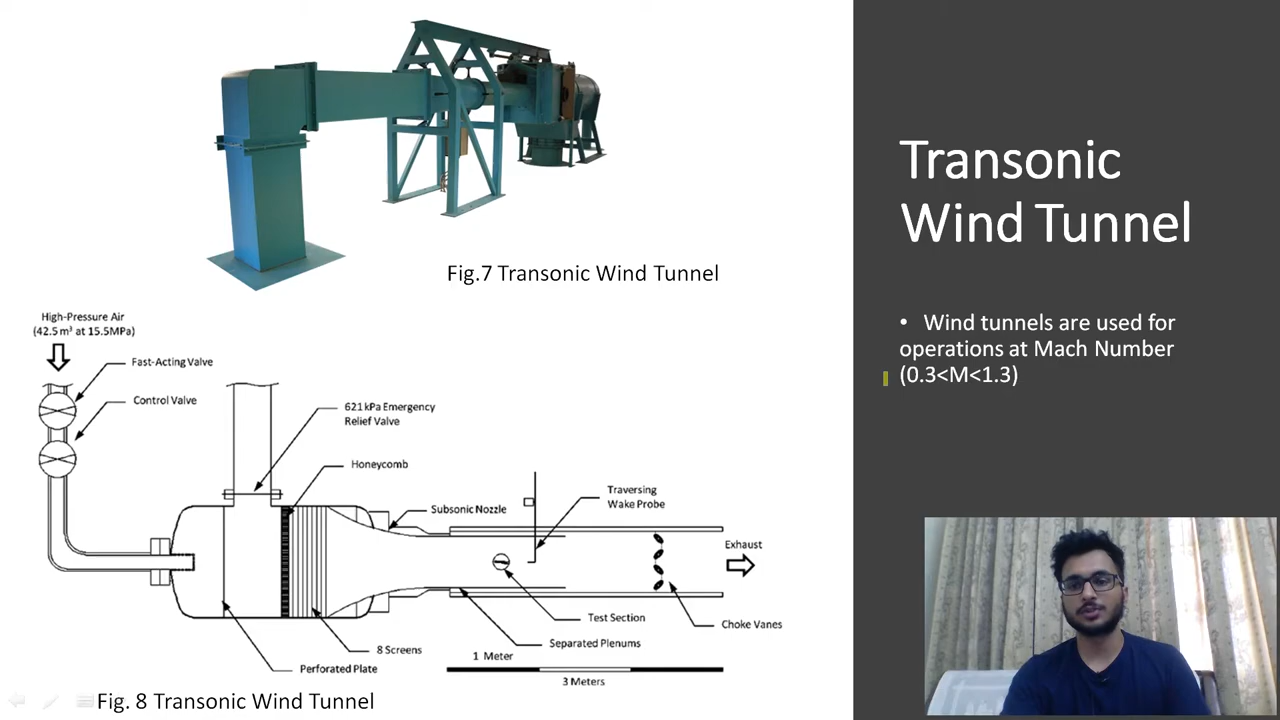 Fig.7 Transonic Wind Tunnel
High-Pressure Air
(42.5 m³ at 15.5MPa)
Fast-Acting Valve
Control Valve
621 kPa Emergency
Relief Valve
Honeycomb
Subsonic Nozzle
Traversing
Wake Probe
Exhaust
Test Section
Choke Vanes
Separated Plenums
8 Screens
1 Meter
Perforated Plate
3 Meters
Fig. 8 Transonic Wind Tunnel
Transonic
Wind Tunnel
• Wind tunnels are used for
operations at Mach Number
(0.3<M<1.3)